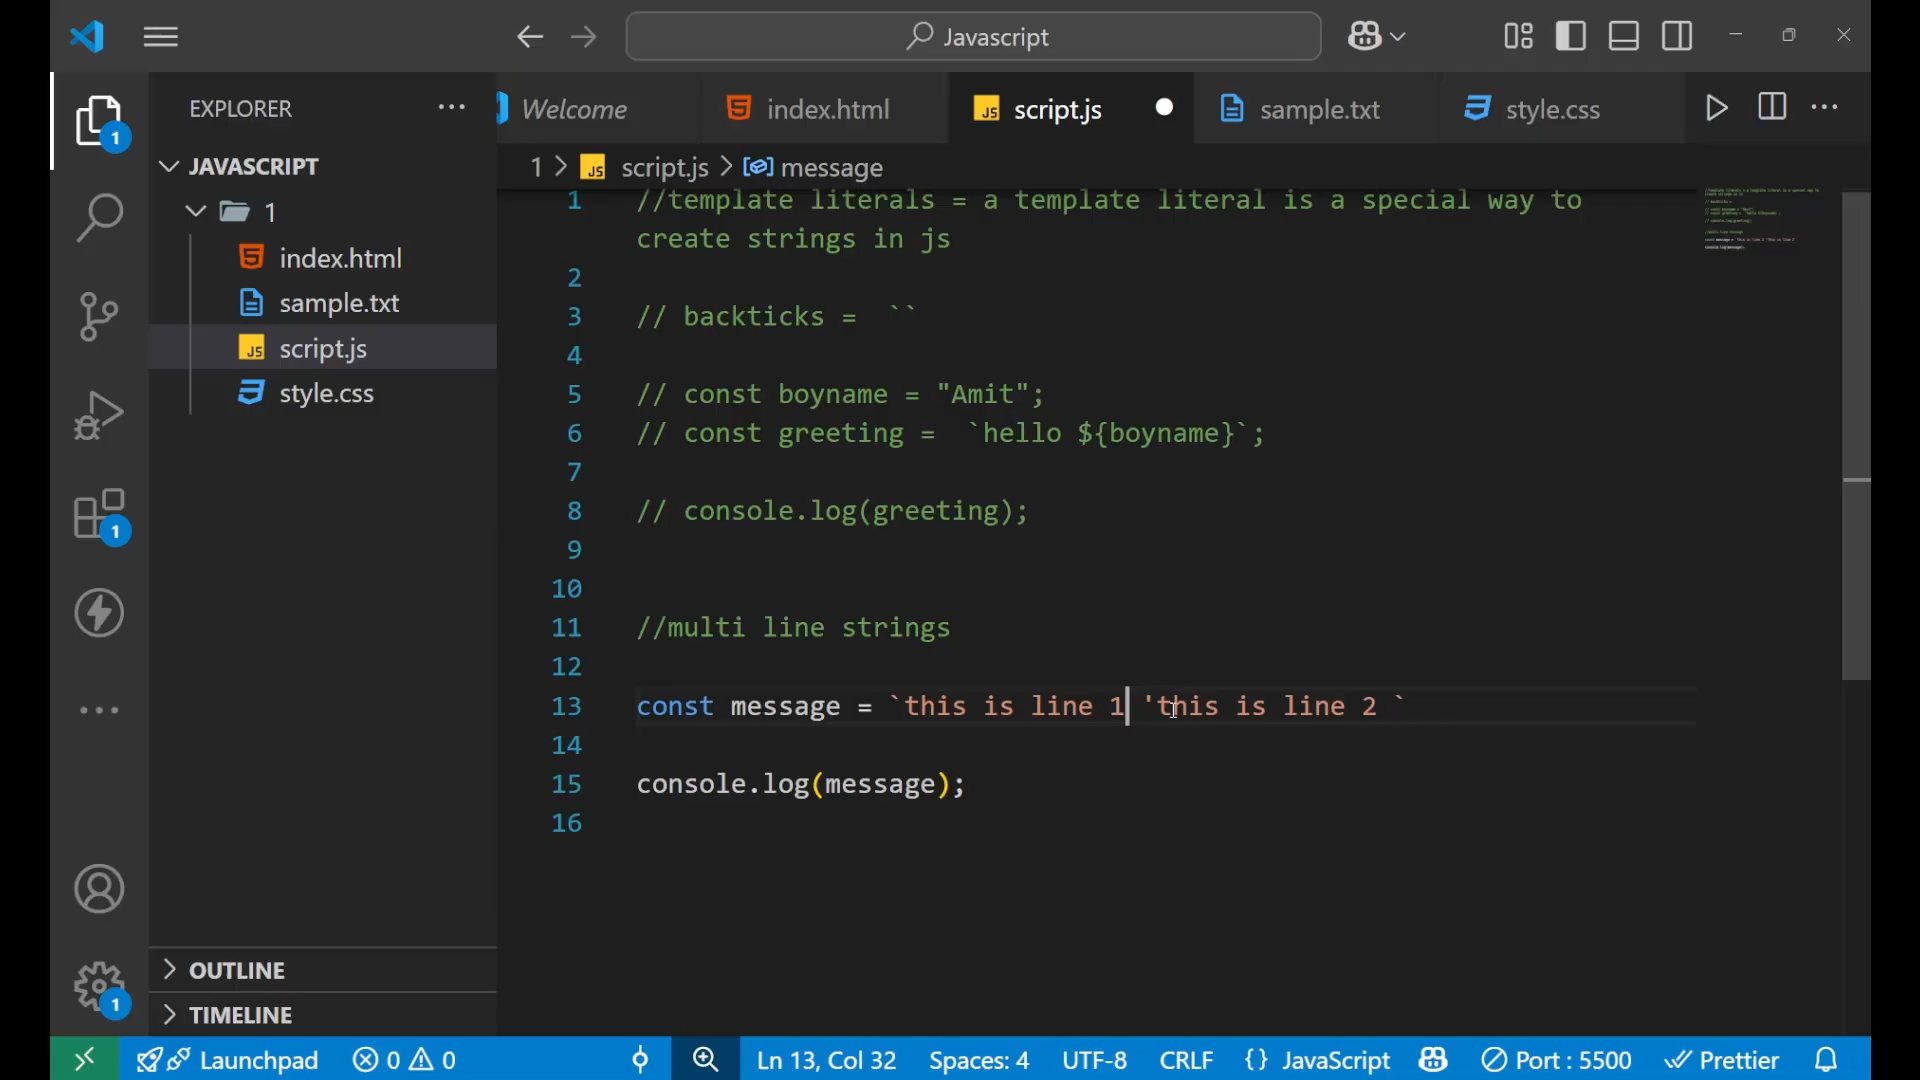 Javascript
EXPLORER
Welcome
index.html
script.js
sample.txt
style.css
1 > script.js > message
JAVASCRIPT
1
index.html
sample.txt
script.js
style.css
1
1
1
OUTLINE
TIMELINE
1 //template literals = a template literal is a special way to
create strings in js
2
3 // backticks =  ``
4
5 // const boyname = "Amit";
6 // const greeting =  `hello ${boyname}`;
7
8 // console.log(greeting);
9
10
11 //multi line strings
12
13 const message = `this is line 1 'this is line 2 `
14
15 console.log(message);
16
Launchpad 0 0 Ln 13, Col 32 Spaces: 4 UTF-8 CRLF {} JavaScript Port : 5500 Prettier